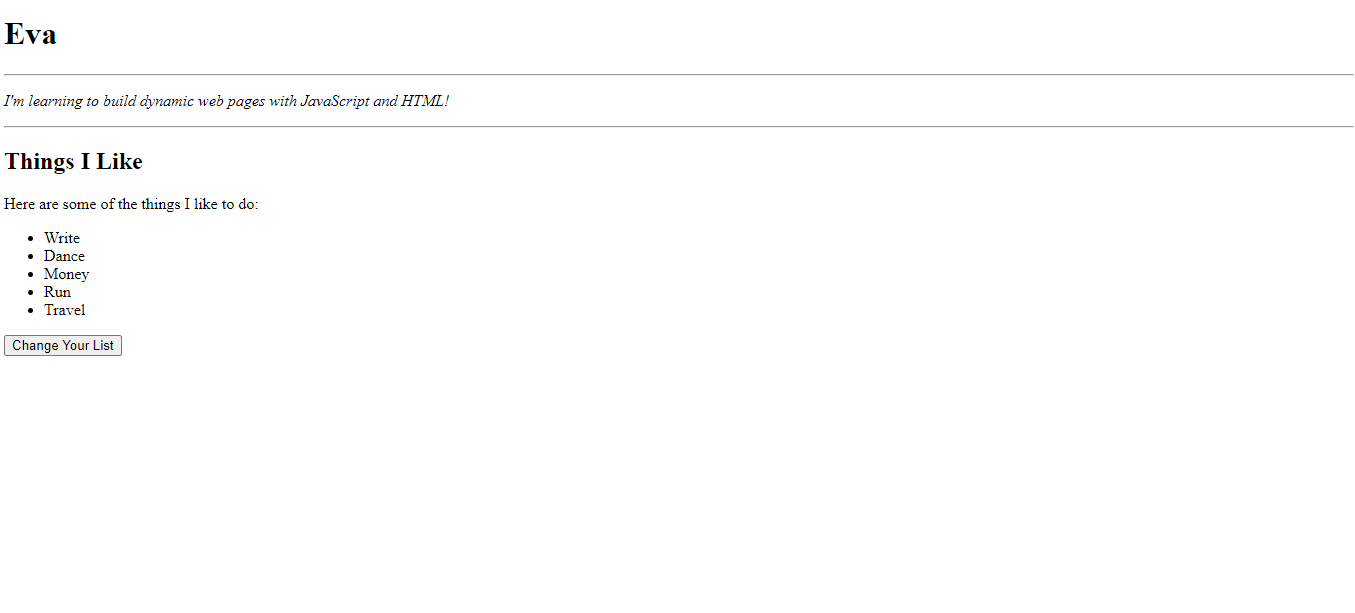 Eva
I'm learning to build dynamic web pages with JavaScript and HTML!
Things I Like
Here are some of the things I like to do:
Write
Dance
Money
Run
Travel
Change Your List